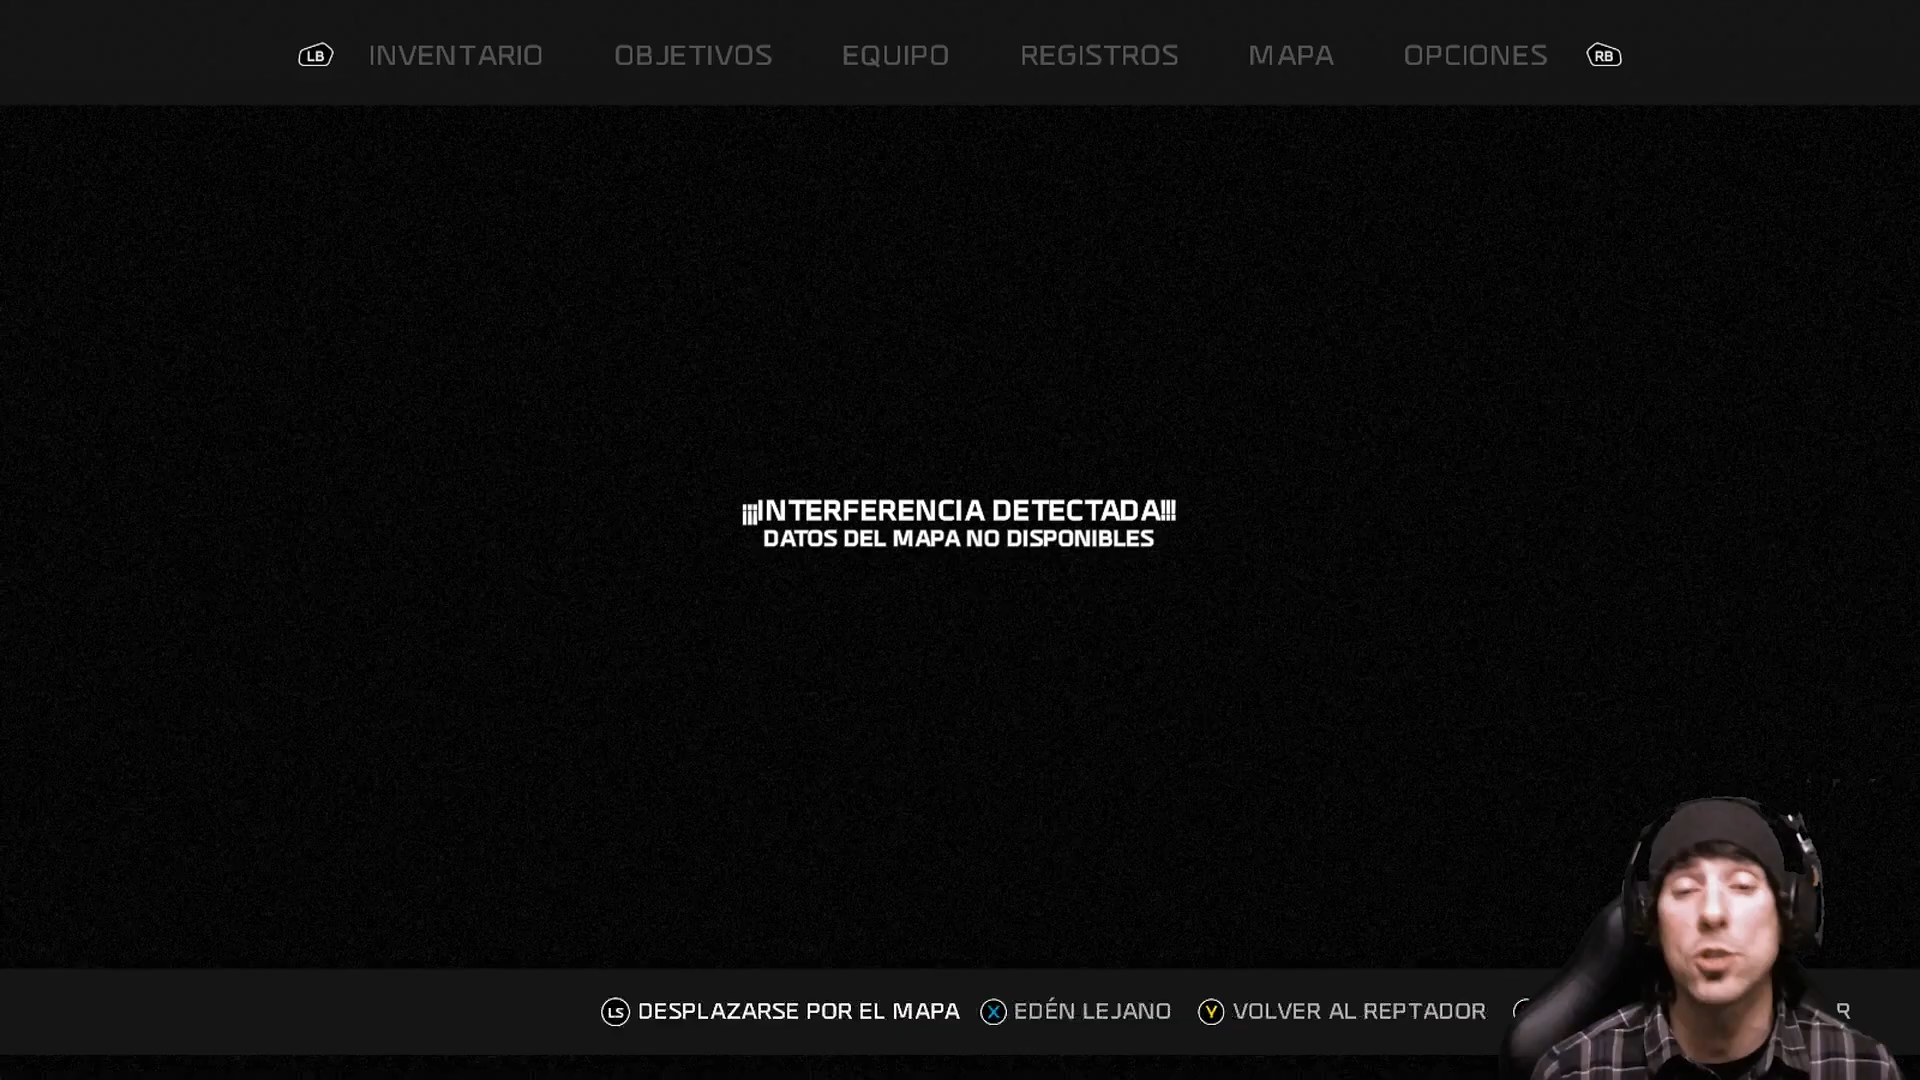 LB INVENTARIO OBJETIVOS EQUIPO REGISTROS MAPA OPCIONES RB
¡¡¡INTERFERENCIA DETECTADA!!!
DATOS DEL MAPA NO DISPONIBLES
LS DESPLAZARSE POR EL MAPA X EDÉN LEJANO Y VOLVER AL REPTADOR